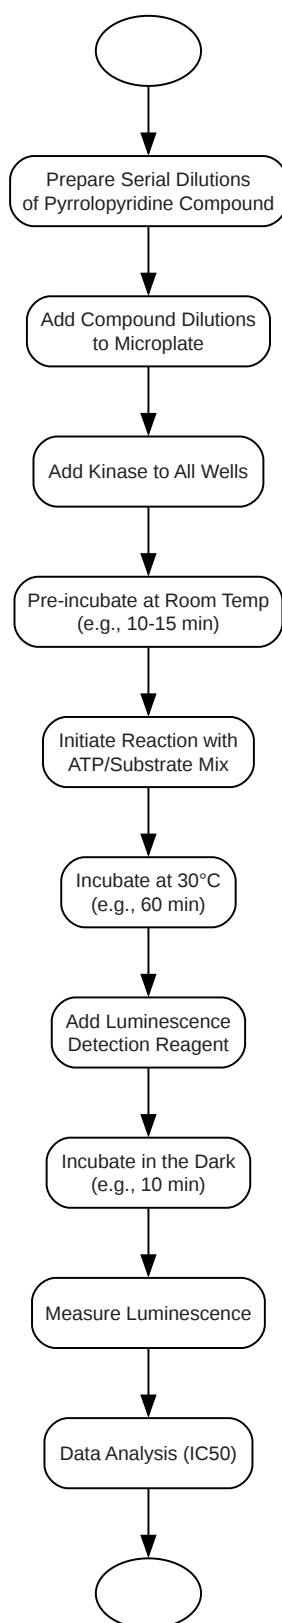 Prepare Serial Dilutions
of Pyrrolopyridine Compound
Add Compound Dilutions
to Microplate
Add Kinase to All Wells
Pre-incubate at Room Temp
(e.g., 10-15 min)
Initiate Reaction with
ATP/Substrate Mix
Incubate at 30°C
(e.g., 60 min)
Add Luminescence
Detection Reagent
Incubate in the Dark
(e.g., 10 min)
Measure Luminescence
Data Analysis (IC50)